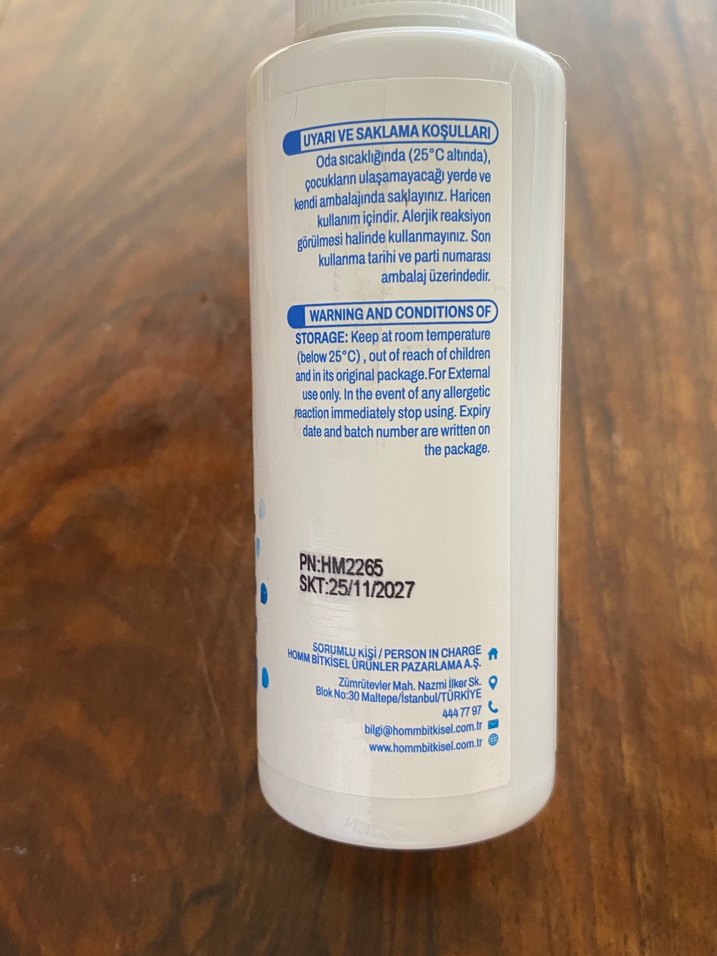 UYARI VE SAKLAMA KOŞULLARI
Oda sıcaklığında (25°C altında),
çocukların ulaşamayacağı yerde ve
kendi ambalajında saklayınız. Haricen
kullanım içindir. Alerjik reaksiyon
görülmesi halinde kullanmayınız. Son
kullanma tarihi ve parti numarası
ambalaj üzerindedir.
WARNING AND CONDITIONS OF
STORAGE: Keep at room temperature
(below 25°C) , out of reach of children
and in its original package.For External
use only. In the event of any allergetic
reaction immediately stop using. Expiry
date and batch number are written on
the package.
PN:HM2265
SKT:25/11/2027
SORUMLU KİŞİ / PERSON IN CHARGE
HOMM BİTKİSEL ÜRÜNLER PAZARLAMA A.Ş.
Zümrütevler Mah. Nazmi İlker Sk.
Blok No:30 Maltepe/İstanbul/TÜRKİYE
444 77 97
bilgi@hommbitkisel.com.tr
www.hommbitkisel.com.tr